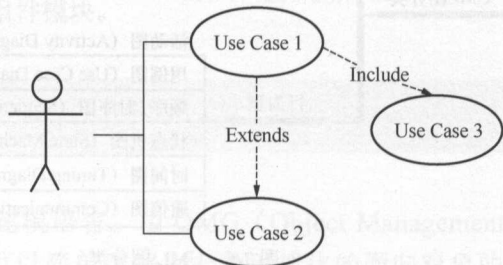 Use Case 1
Include
Use Case 3
Extends
Use Case 2